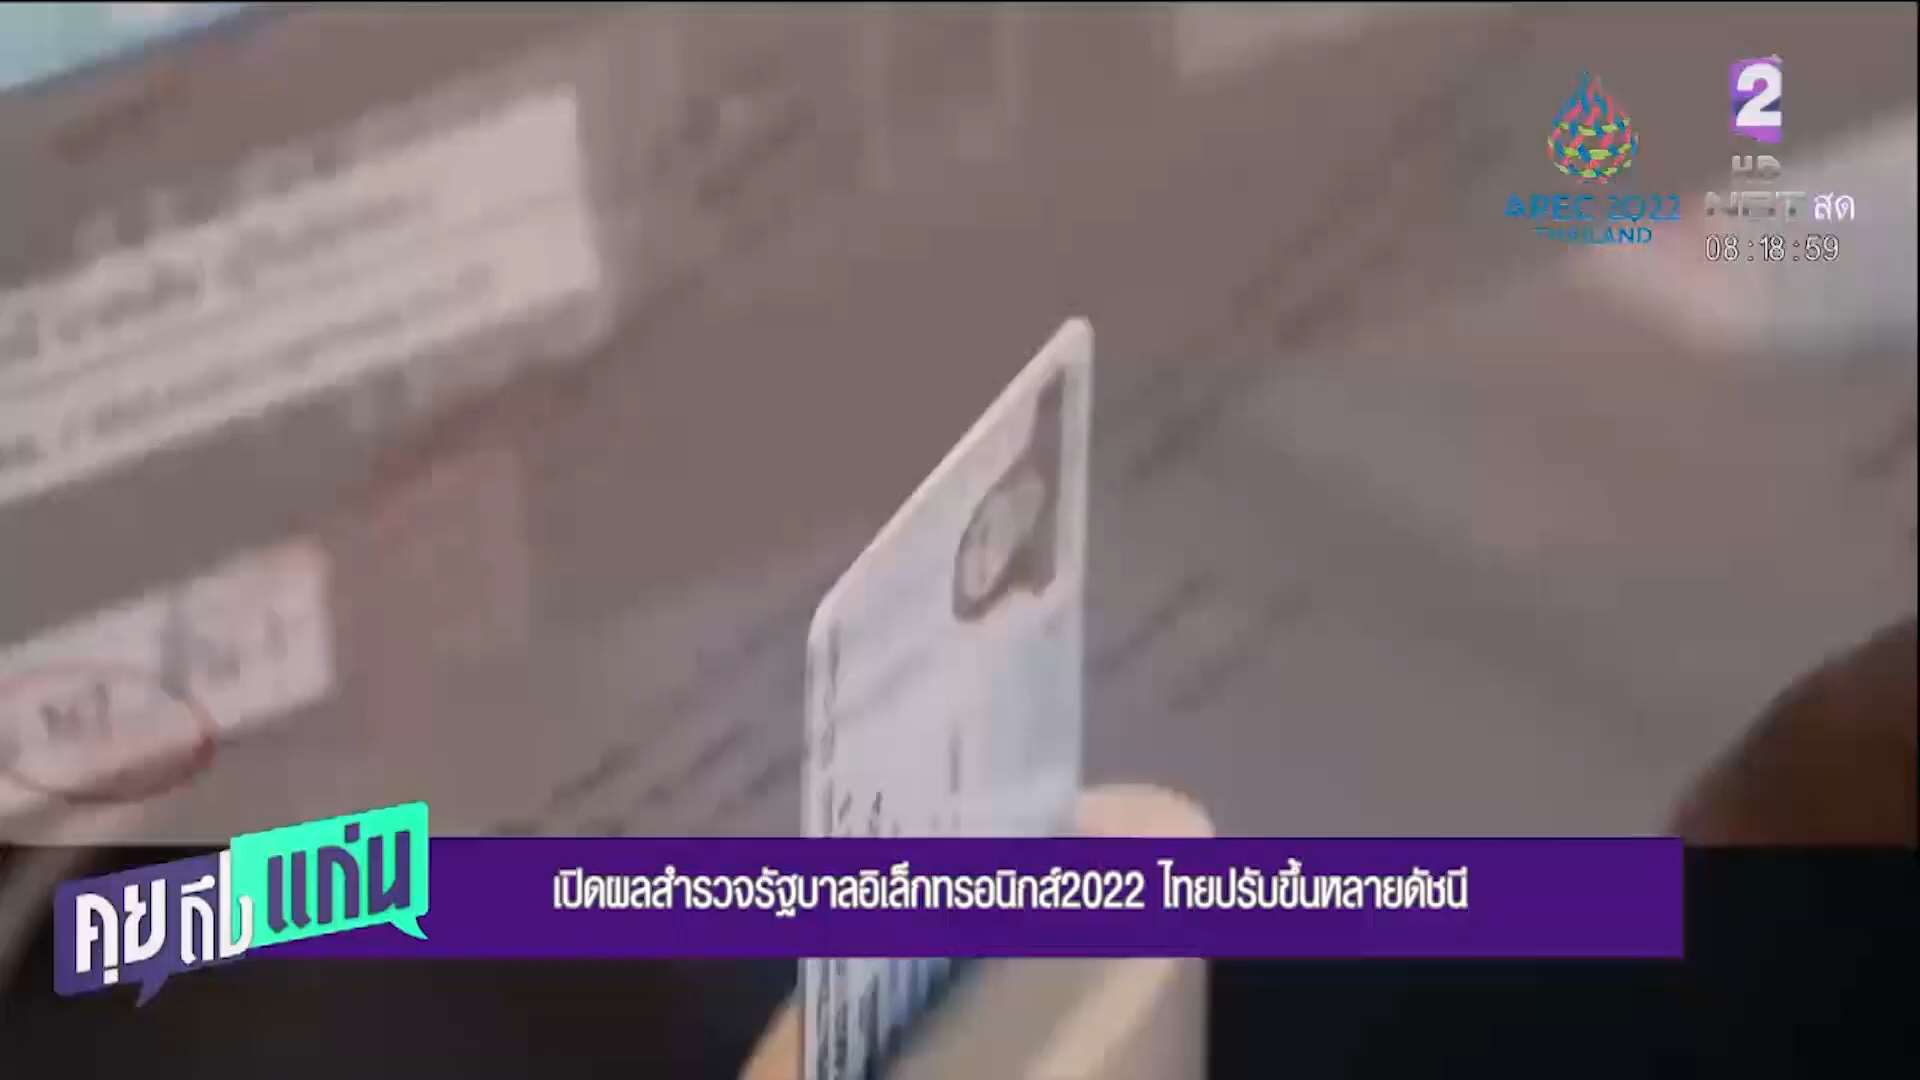 2
HD
APEC 2022
THAILAND
NBT สด
08:18:59
คุยถึงแก่น
เปิดผลสำรวจรัฐบาลอิเล็กทรอนิกส์2022 ไทยปรับขึ้นหลายดัชนี